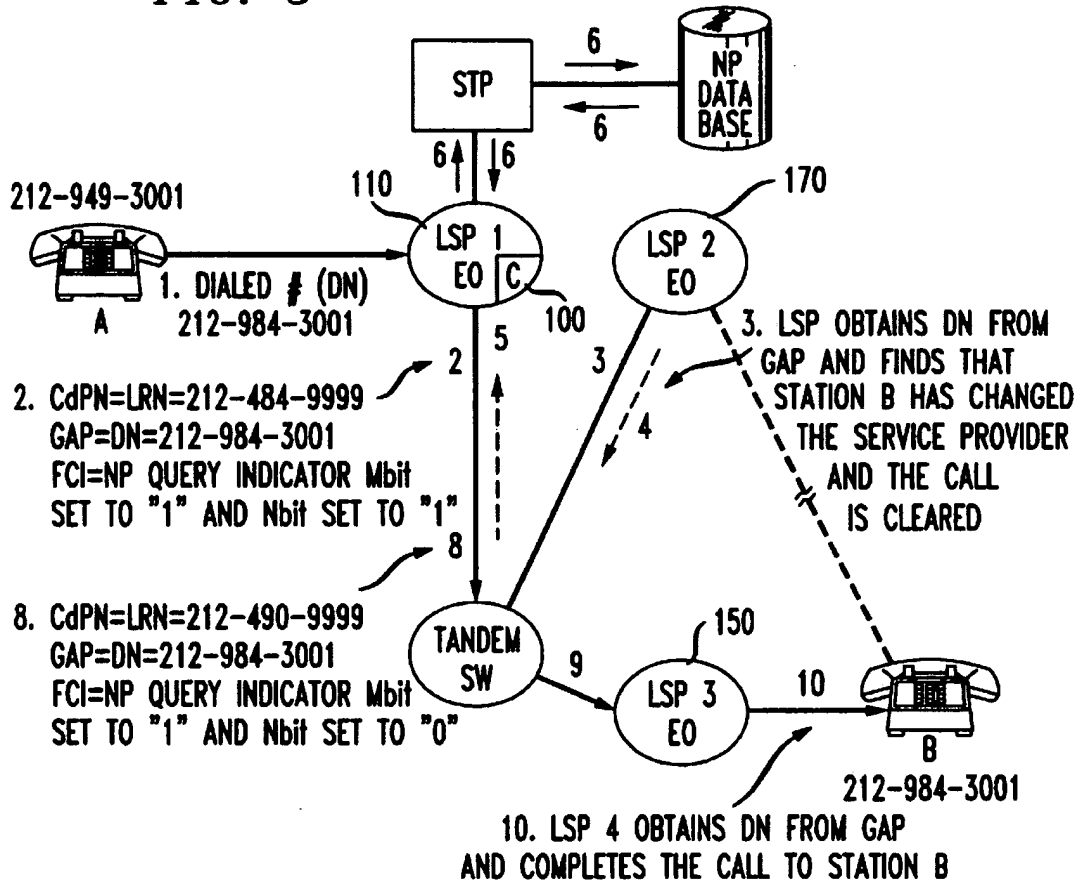 6
STP
NP
DATA
BASE
6
6 6
110
170
212-949-3001
LSP 1
EO C
LSP 2
EO
1. DIALED # (DN)
212-984-3001
A
100
2 5
3
4
3. LSP OBTAINS DN FROM
GAP AND FINDS THAT
STATION B HAS CHANGED
THE SERVICE PROVIDER
AND THE CALL
IS CLEARED
2. CdPN=LRN=212-484-9999
GAP=DN=212-984-3001
FCI=NP QUERY INDICATOR Mbit
SET TO "1" AND Nbit SET TO "1"
8
8. CdPN=LRN=212-490-9999
GAP=DN=212-984-3001
FCI=NP QUERY INDICATOR Mbit
SET TO "1" AND Nbit SET TO "0"
TANDEM
SW
9
150
LSP 3
EO
10
B
212-984-3001
10. LSP 4 OBTAINS DN FROM GAP
AND COMPLETES THE CALL TO STATION B